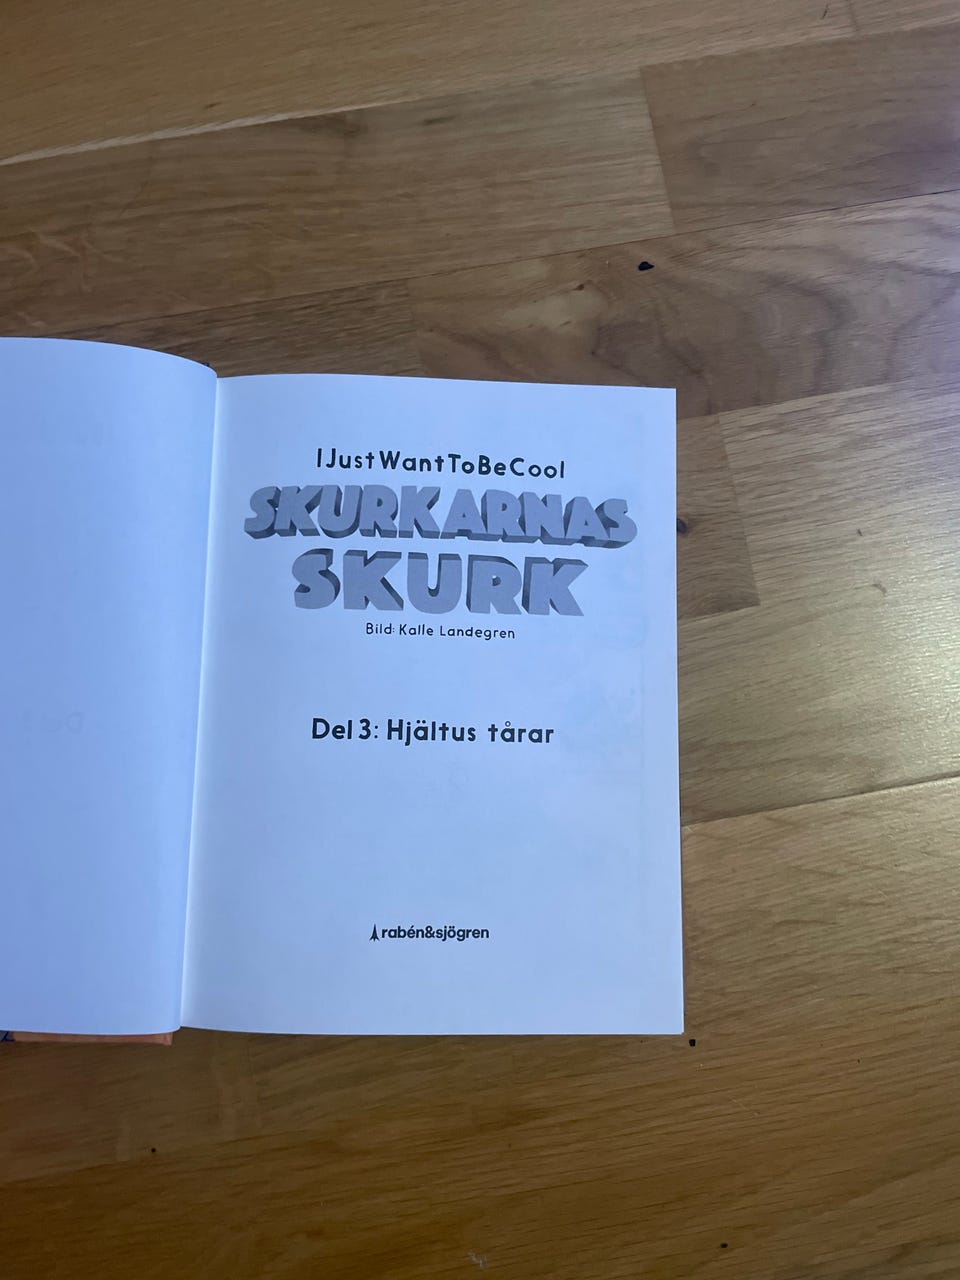 IJustWantToBeCool
SKURKARNAS
SKURK
Bild: Kalle Landegren
Del 3: Hjältus tårar
rabén&sjögren